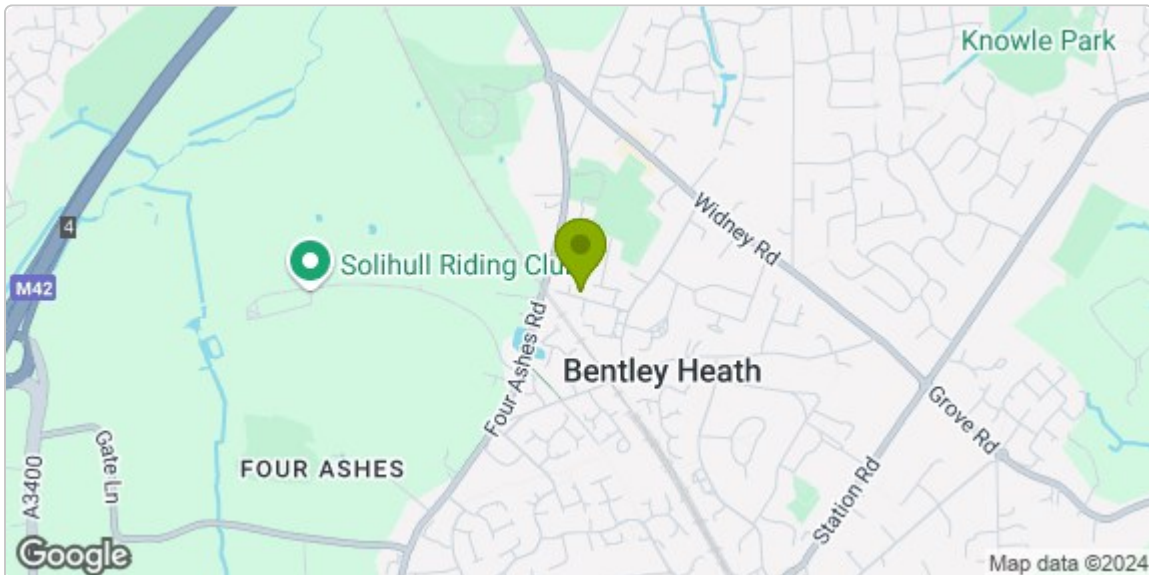 Knowle Park
Widney Rd
4
Solihull Riding Clu
M42
Four Ashes Rd
Bentley Heath
Grove Rd
Gate Ln
FOUR ASHES
Station Rd
A3400
Google
Map data ©2024